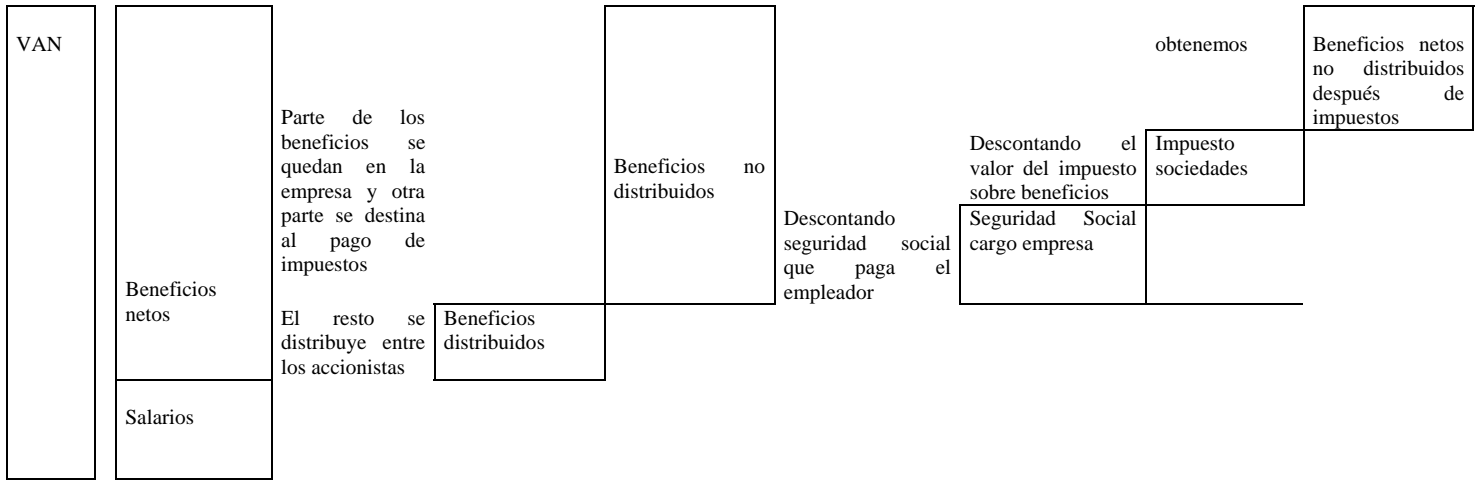 VAN
Beneficios
netos
Salarios
Parte de los
beneficios se
quedan en la
empresa y otra
parte se destina
al pago de
impuestos
El resto se
distribuye entre
los accionistas
Beneficios
distribuidos
Beneficios no
distribuidos
Descontando
seguridad social
que paga el
empleador
Descontando el
valor del impuesto
sobre beneficios
Seguridad Social
cargo empresa
obtenemos
Impuesto
sociedades
Beneficios netos
no distribuidos
después de
impuestos